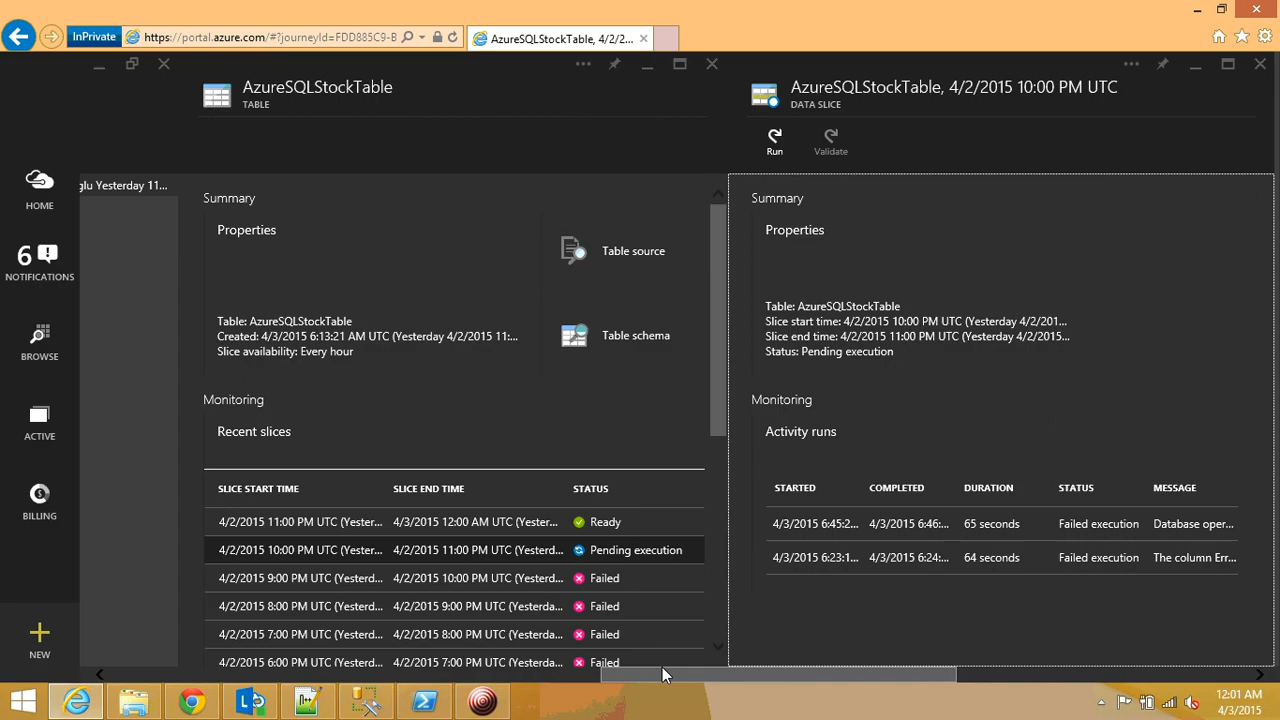 InPrivate
https://portal.azure.com/#?journeyId=FDD885C9-B
AzureSQLStockTable, 4/2/2...
AzureSQLStockTable
TABLE
AzureSQLStockTable, 4/2/2015 10:00 PM UTC
DATA SLICE
Run
Validate
HOME
6
NOTIFICATIONS
BROWSE
ACTIVE
BILLING
NEW
glu Yesterday 11...
Summary
Properties
Table: AzureSQLStockTable
Created: 4/3/2015 6:13:21 AM UTC (Yesterday 4/2/2015 11:...
Slice availability: Every hour
Table source
Table schema
Monitoring
Recent slices
SLICE START TIME SLICE END TIME STATUS
4/2/2015 11:00 PM UTC (Yester... 4/3/2015 12:00 AM UTC (Yester... Ready
4/2/2015 10:00 PM UTC (Yester... 4/2/2015 11:00 PM UTC (Yesterd... Pending execution
4/2/2015 9:00 PM UTC (Yesterd... 4/2/2015 10:00 PM UTC (Yesterd... Failed
4/2/2015 8:00 PM UTC (Yesterd... 4/2/2015 9:00 PM UTC (Yesterda... Failed
4/2/2015 7:00 PM UTC (Yesterd... 4/2/2015 8:00 PM UTC (Yesterda... Failed
4/2/2015 6:00 PM UTC (Yesterd... 4/2/2015 7:00 PM UTC (Yesterda... Failed
Summary
Properties
Table: AzureSQLStockTable
Slice start time: 4/2/2015 10:00 PM UTC (Yesterday 4/2/201...
Slice end time: 4/2/2015 11:00 PM UTC (Yesterday 4/2/2015...
Status: Pending execution
Monitoring
Activity runs
STARTED COMPLETED DURATION STATUS MESSAGE
4/3/2015 6:45:2... 4/3/2015 6:46:... 65 seconds Failed execution Database oper...
4/3/2015 6:23:1... 4/3/2015 6:24:... 64 seconds Failed execution The column Err...
12:01 AM
4/3/2015